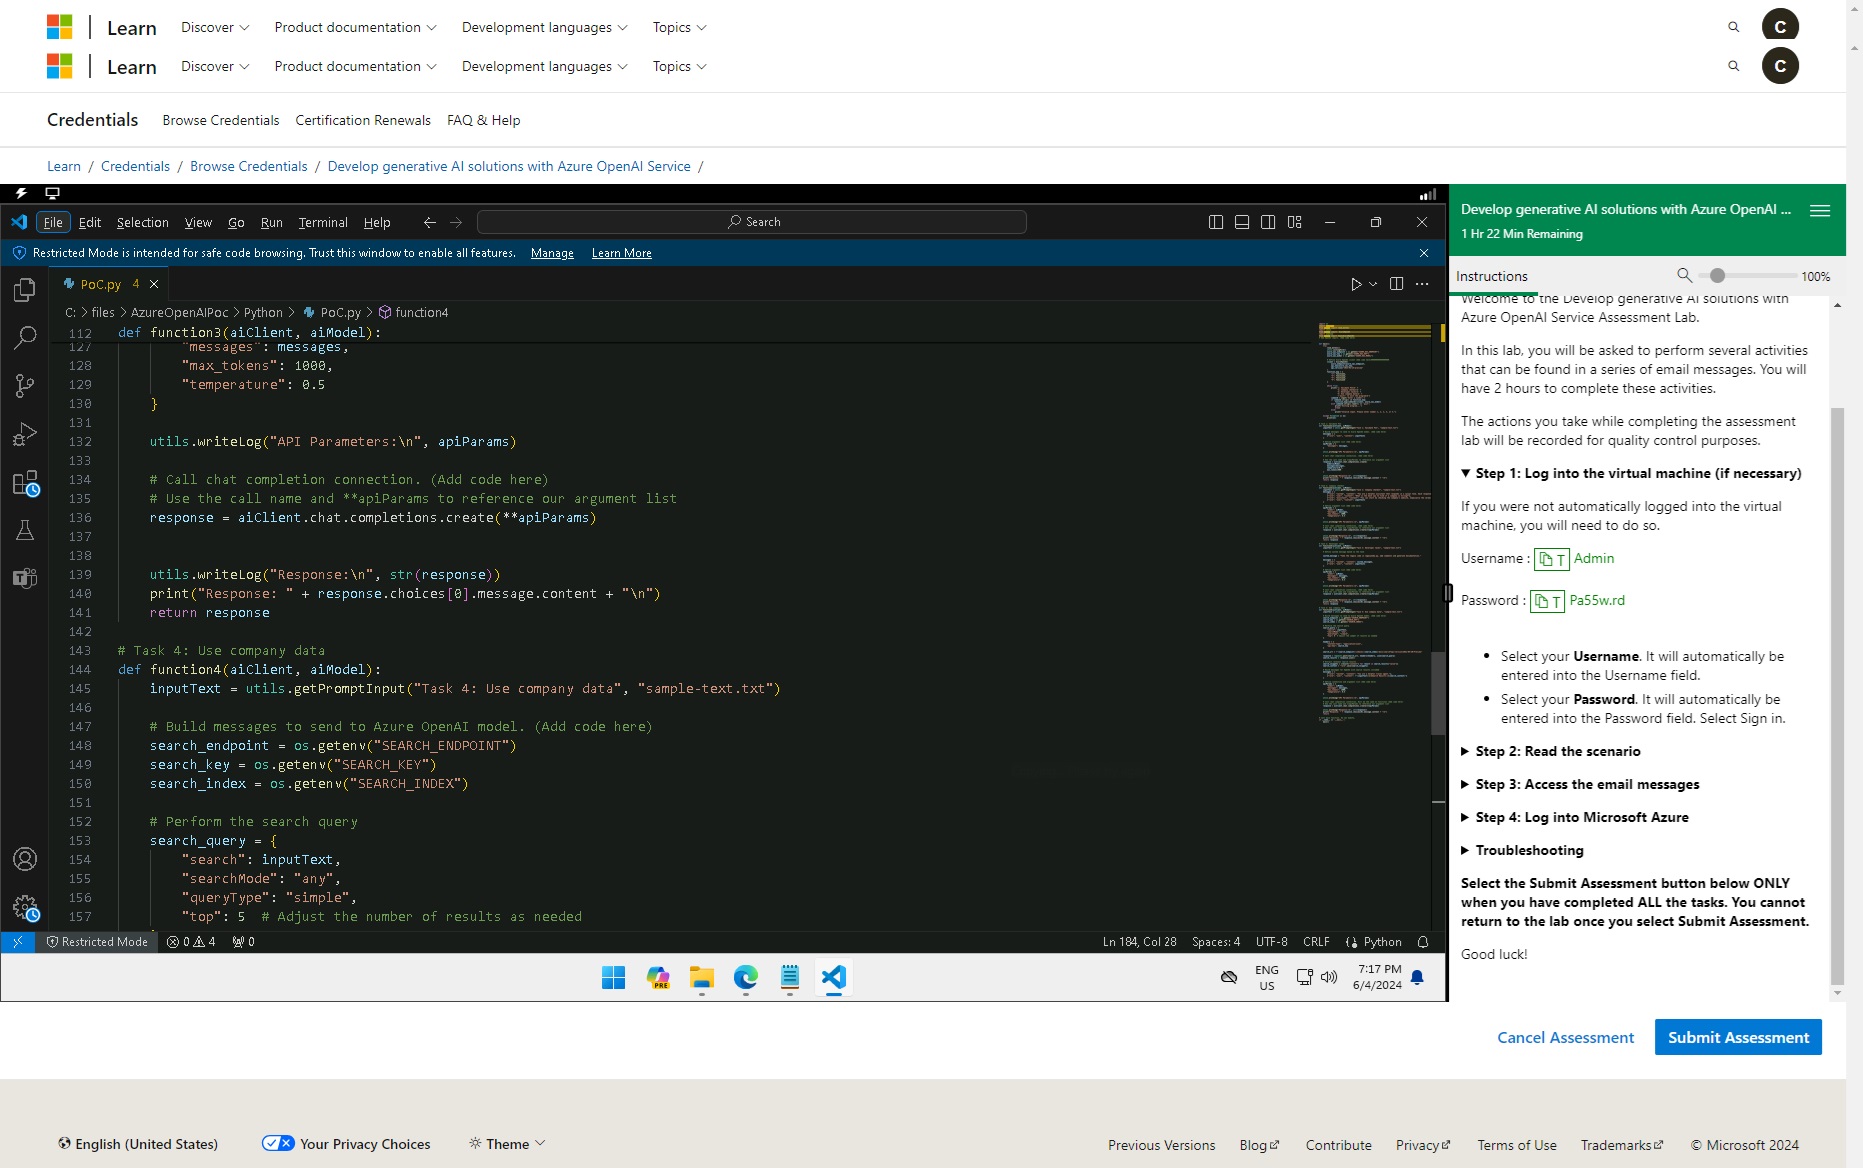 Learn Discover Product documentation Development languages Topics C
Learn Discover Product documentation Development languages Topics C
Credentials Browse Credentials Certification Renewals FAQ & Help
Learn / Credentials / Browse Credentials / Develop generative AI solutions with Azure OpenAI Service /
File Edit Selection View Go Run Terminal Help Search
Restricted Mode is intended for safe code browsing. Trust this window to enable all features. Manage Learn More
PoC.py 4
C: > files > AzureOpenAIPoc > Python > PoC.py > function4
112 def function3(aiClient, aiModel):
127 "messages": messages,
128 "max_tokens": 1000,
129 "temperature": 0.5
130 }
131
132 utils.writeLog("API Parameters:\n", apiParams)
133
134 # Call chat completion connection. (Add code here)
135 # Use the call name and **apiParams to reference our argument list
136 response = aiClient.chat.completions.create(**apiParams)
137
138
139 utils.writeLog("Response:\n", str(response))
140 print("Response: " + response.choices[0].message.content + "\n")
141 return response
142
143 # Task 4: Use company data
144 def function4(aiClient, aiModel):
145 inputText = utils.getPromptInput("Task 4: Use company data", "sample-text.txt")
146
147 # Build messages to send to Azure OpenAI model. (Add code here)
148 search_endpoint = os.getenv("SEARCH_ENDPOINT")
149 search_key = os.getenv("SEARCH_KEY")
150 search_index = os.getenv("SEARCH_INDEX")
151
152 # Perform the search query
153 search_query = {
154 "search": inputText,
155 "searchMode": "any",
156 "queryType": "simple",
157 "top": 5 # Adjust the number of results as needed
Restricted Mode 0 4 0 Ln 184, Col 28 Spaces: 4 UTF-8 CRLF Python
PRE
ENG
US
7:17 PM
6/4/2024
Develop generative AI solutions with Azure OpenAI ...
1 Hr 22 Min Remaining
Instructions 100%
Welcome to the Develop generative AI solutions with
Azure OpenAI Service Assessment Lab.
In this lab, you will be asked to perform several activities
that can be found in a series of email messages. You will
have 2 hours to complete these activities.
The actions you take while completing the assessment
lab will be recorded for quality control purposes.
Step 1: Log into the virtual machine (if necessary)
If you were not automatically logged into the virtual
machine, you will need to do so.
Username : T Admin
Password : T Pa55w.rd
• Select your Username. It will automatically be
entered into the Username field.
• Select your Password. It will automatically be
entered into the Password field. Select Sign in.
Step 2: Read the scenario
Step 3: Access the email messages
Step 4: Log into Microsoft Azure
Troubleshooting
Select the Submit Assessment button below ONLY
when you have completed ALL the tasks. You cannot
return to the lab once you select Submit Assessment.
Good luck!
Cancel Assessment Submit Assessment
English (United States) Your Privacy Choices Theme
Previous Versions Blog Contribute Privacy Terms of Use Trademarks © Microsoft 2024